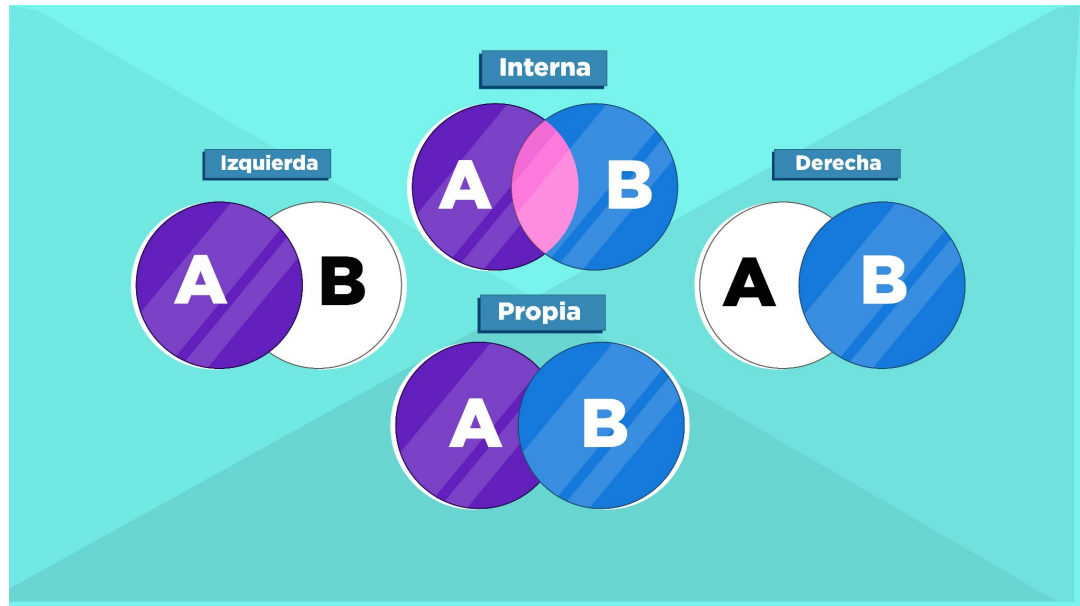 Interna
A B
Izquierda
A B
Derecha
A B
Propia
A B